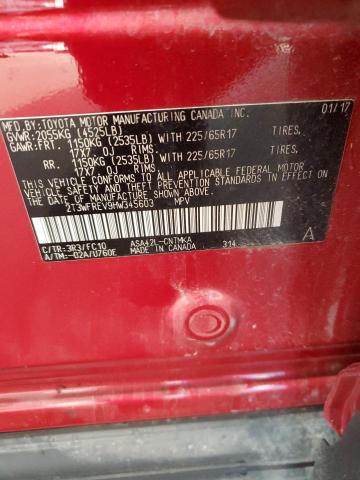 MFD.BY:TOYOTA MOTOR MANUFACTURING CANADA INC. 01/17
GVWR:2055KG (4525LB)
GAWR:FRT. 1150KG (2535LB) WITH 225/65R17 TIRES,
17X7 0J RIMS.
RR. 1150KG (2535LB) WITH 225/65R17 TIRES,
17X7 0J RIMS.
THIS VEHICLE CONFORMS TO ALL APPLICABLE FEDERAL MOTOR
VEHICLE SAFETY STANDARDS IN EFFECT ON THE DATE OF
MANUFACTURE SHOWN ABOVE.
2T3WFREV9HW345603 MPV
A
C/TR:3R3/FC10 ASA42L-CNTMKA 314
A/TM:-02A/U760E MADE IN CANADA